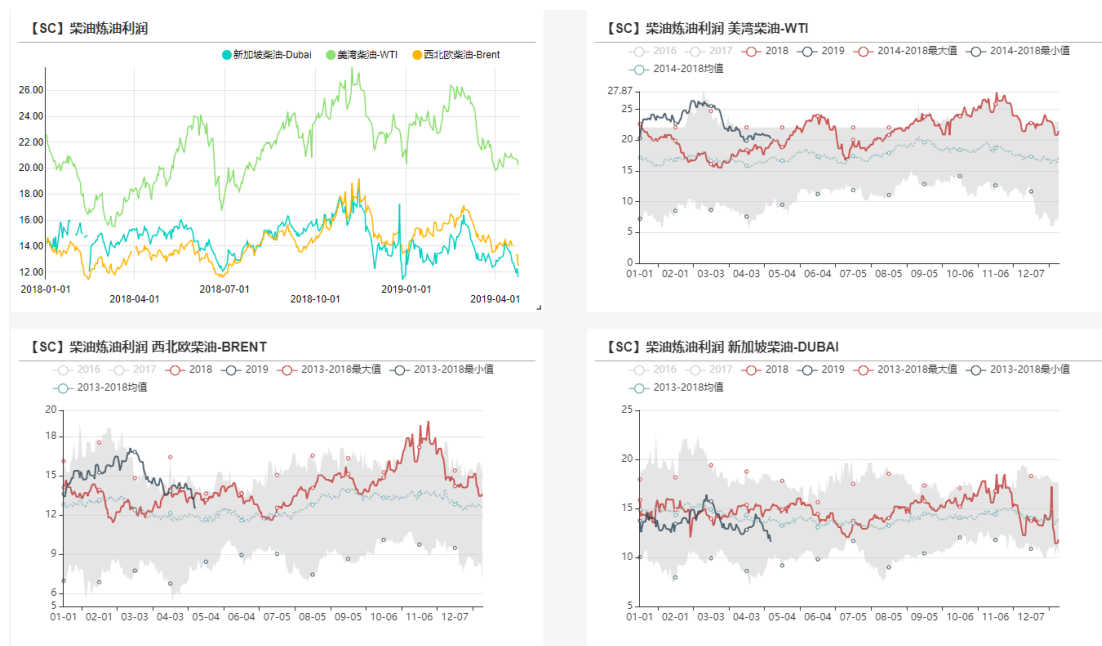 【SC】柴油炼油利润
新加坡柴油-Dubai 美湾柴油-WTI 西北欧柴油-Brent
26.00
24.00
22.00
20.00
18.00
16.00
14.00
12.00
2018-01-01 2018-04-01 2018-07-01 2018-10-01 2019-01-01 2019-04-01
【SC】柴油炼油利润 美湾柴油-WTI
2016 2017 2018 2019 2014-2018最大值 2014-2018最小值
2014-2018均值
27.87
25
20
15
10
5
0
01-01 02-01 03-03 04-03 05-04 06-04 07-05 08-05 09-05 10-06 11-06 12-07
【SC】柴油炼油利润 西北欧柴油-BRENT
2016 2017 2018 2019 2013-2018最大值 2013-2018最小值
2013-2018均值
20
18
15
12
9
6
5
01-01 02-01 03-03 04-03 05-04 06-04 07-05 08-05 09-05 10-06 11-06 12-07
【SC】柴油炼油利润 新加坡柴油-DUBAI
2016 2017 2018 2019 2013-2018最大值 2013-2018最小值
2013-2018均值
25
20
15
10
5
01-01 02-01 03-03 04-03 05-04 06-04 07-05 08-05 09-05 10-06 11-06 12-07